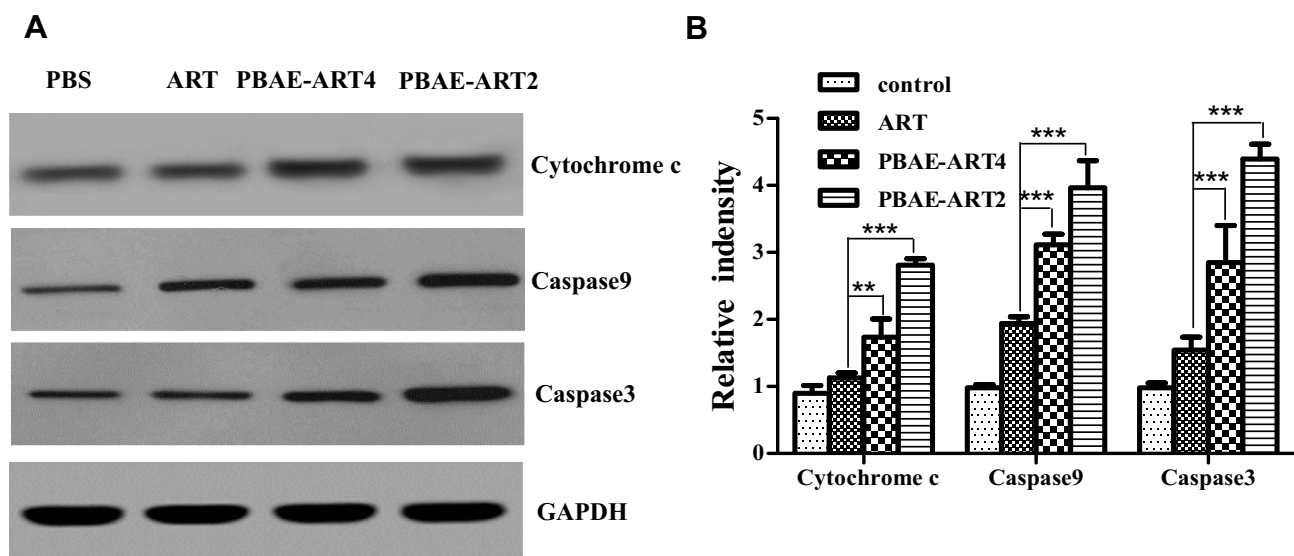 A
PBS ART PBAE-ART4 PBAE-ART2
Cytochrome c
Caspase9
Caspase3
GAPDH
B
control
ART
PBAE-ART4
PBAE-ART2
Relative indensity
5
4
3
2
1
0
** ***
*** ***
*** ***
Cytochrome c Caspase9 Caspase3